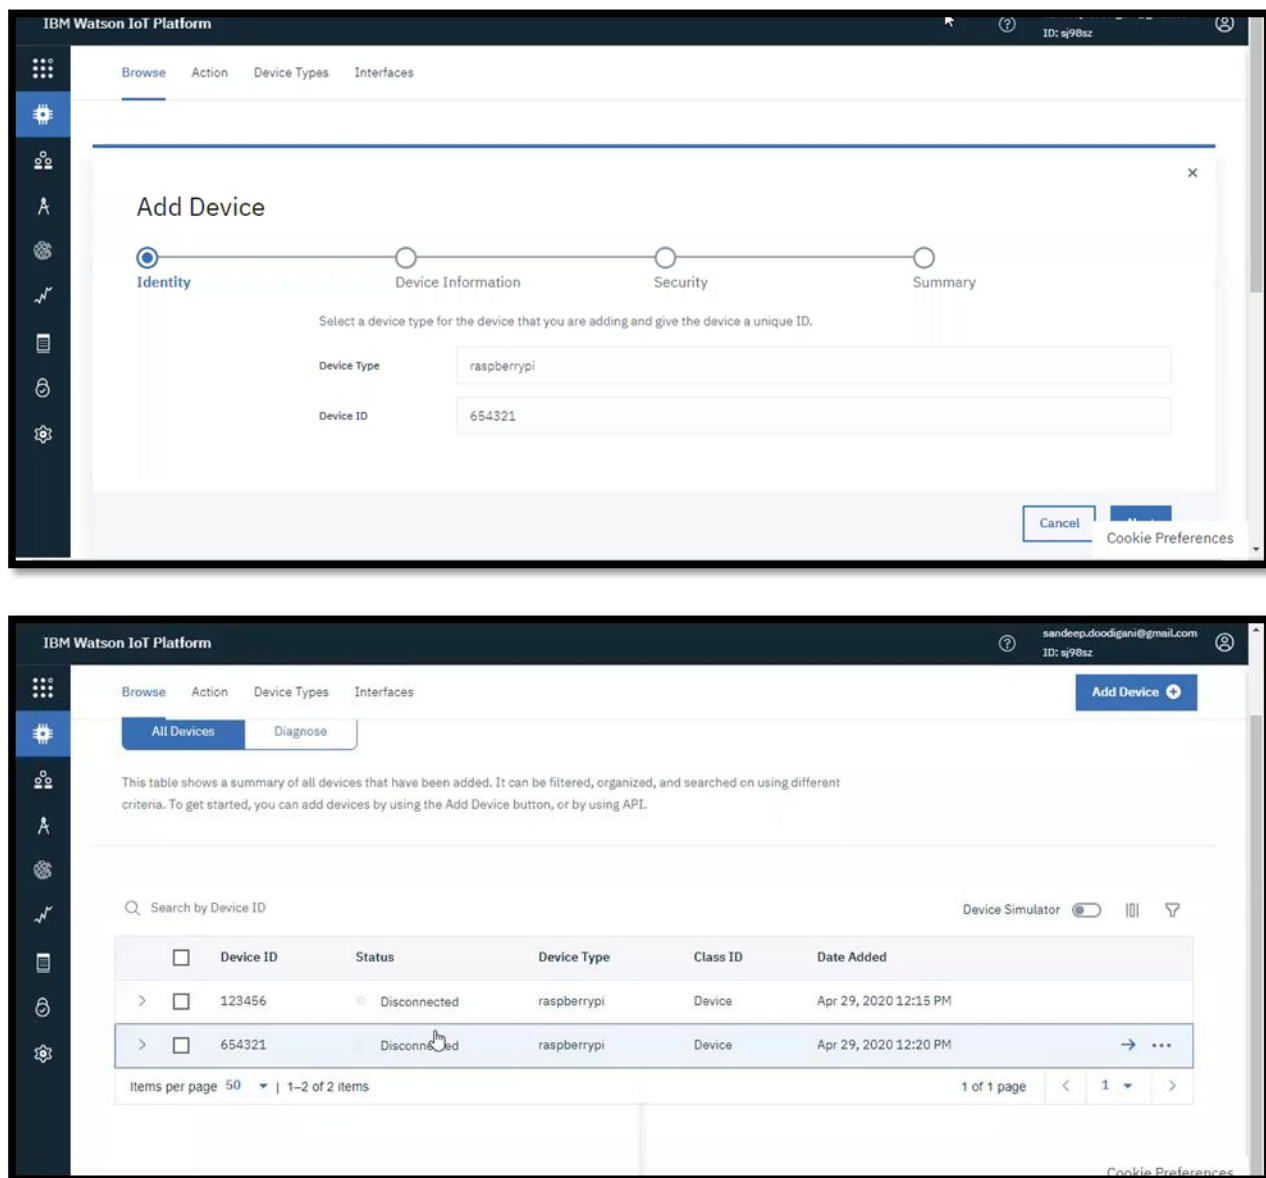 IBM Watson IoT Platform
ID: sj98sz
Browse Action Device Types Interfaces
Add Device
Identity Device Information Security Summary
Select a device type for the device that you are adding and give the device a unique ID.
Device Type raspberrypi
Device ID 654321
Cancel
Cookie Preferences
IBM Watson IoT Platform
sandeep.doodigani@gmail.com
ID: sj98sz
Browse Action Device Types Interfaces
Add Device
All Devices Diagnose
This table shows a summary of all devices that have been added. It can be filtered, organized, and searched on using different
criteria. To get started, you can add devices by using the Add Device button, or by using API.
Search by Device ID
Device Simulator
Device ID Status Device Type Class ID Date Added
123456 Disconnected raspberrypi Device Apr 29, 2020 12:15 PM
654321 Disconnected raspberrypi Device Apr 29, 2020 12:20 PM
Items per page 50 | 1–2 of 2 items
1 of 1 page 1
Cookie Preferences